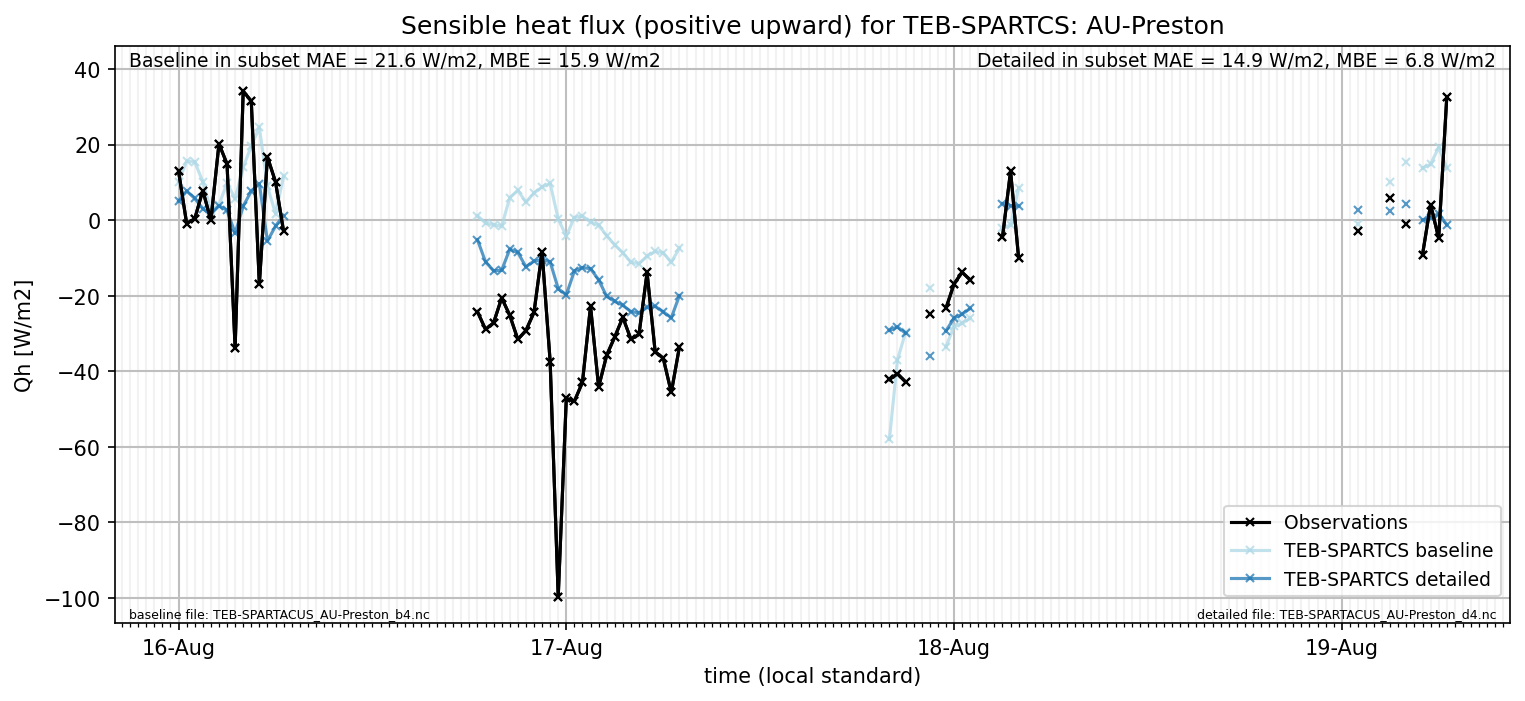 Sensible heat flux (positive upward) for TEB-SPARTCS: AU-Preston
Baseline in subset MAE = 21.6 W/m2, MBE = 15.9 W/m2
Detailed in subset MAE = 14.9 W/m2, MBE = 6.8 W/m2
40
20
0
−20
−40
−60
−80
−100
Qh [W/m2]
Observations
TEB-SPARTCS baseline
TEB-SPARTCS detailed
baseline file: TEB-SPARTACUS_AU-Preston_b4.nc
detailed file: TEB-SPARTACUS_AU-Preston_d4.nc
16-Aug
17-Aug
18-Aug
19-Aug
time (local standard)